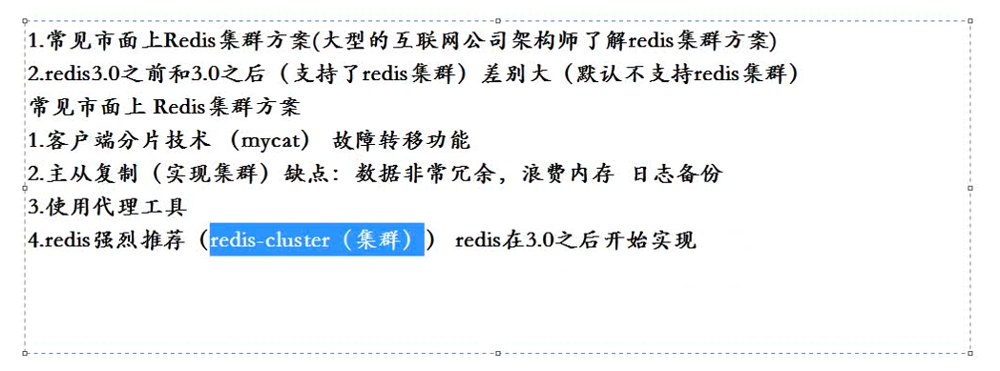 1.常见市面上Redis集群方案(大型的互联网公司架构师了解redis集群方案)
2.redis3.0之前和3.0之后（支持了redis集群）差别大（默认不支持redis集群）
常见市面上 Redis集群方案
1.客户端分片技术 （mycat） 故障转移功能
2.主从复制（实现集群）缺点：数据非常冗余，浪费内存 日志备份
3.使用代理工具
4.redis强烈推荐（redis-cluster（集群）） redis在3.0之后开始实现